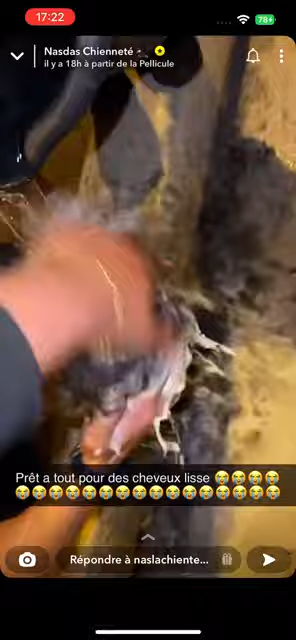 17:22
78
Nasdas Chienneté
il y a 18h à partir de la Pellicule
Prêt a tout pour des cheveux lisse 😭😭😭😭
😭😭😭😭😭😭😭😭😭😭😭😭😭😭😭😭
Répondre à naslachiente...